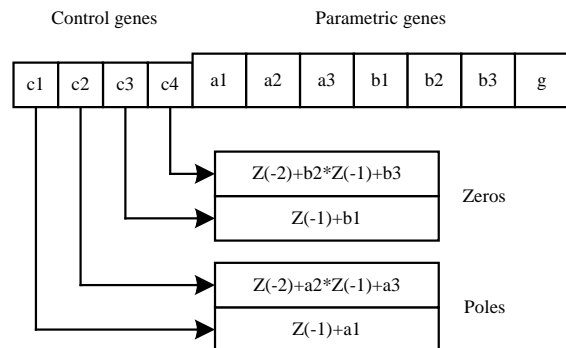 Control genes Parametric genes
c1 c2 c3 c4 a1 a2 a3 b1 b2 b3 g
Z(-2)+b2*Z(-1)+b3
Zeros
Z(-1)+b1
Z(-2)+a2*Z(-1)+a3
Poles
Z(-1)+a1